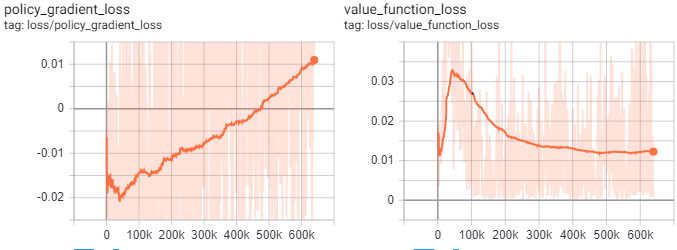 policy_gradient_loss
tag: loss/policy_gradient_loss
0.01
0
-0.01
-0.02
0 100k 200k 300k 400k 500k 600k
value_function_loss
tag: loss/value_function_loss
0.03
0.02
0.01
0
0 100k 200k 300k 400k 500k 600k